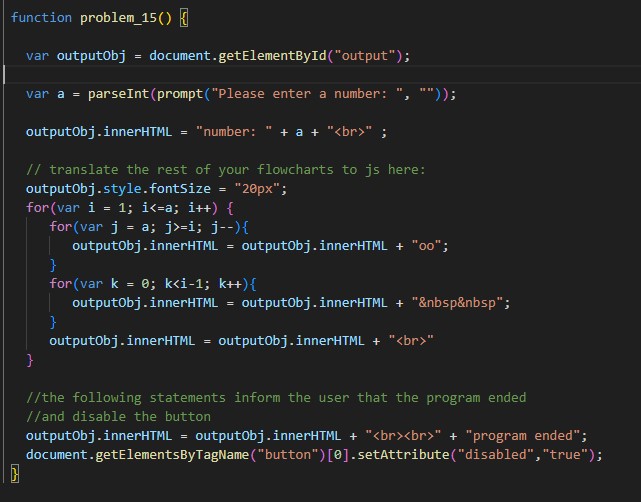 function problem_15() {
var outputObj = document.getElementById("output");
var a = parseInt(prompt("Please enter a number: ", ""));
outputObj.innerHTML = "number: " + a + "<br>" ;
// translate the rest of your flowcharts to js here:
outputObj.style.fontSize = "20px";
for(var i = 1; i<=a; i++) {
for(var j = a; j>=i; j--){
outputObj.innerHTML = outputObj.innerHTML + "oo";
}
for(var k = 0; k<i-1; k++){
outputObj.innerHTML = outputObj.innerHTML + "&nbsp&nbsp";
}
outputObj.innerHTML = outputObj.innerHTML + "<br>"
}
//the following statements inform the user that the program ended
//and disable the button
outputObj.innerHTML = outputObj.innerHTML + "<br><br>" + "program ended";
document.getElementsByTagName("button")[0].setAttribute("disabled","true");
}